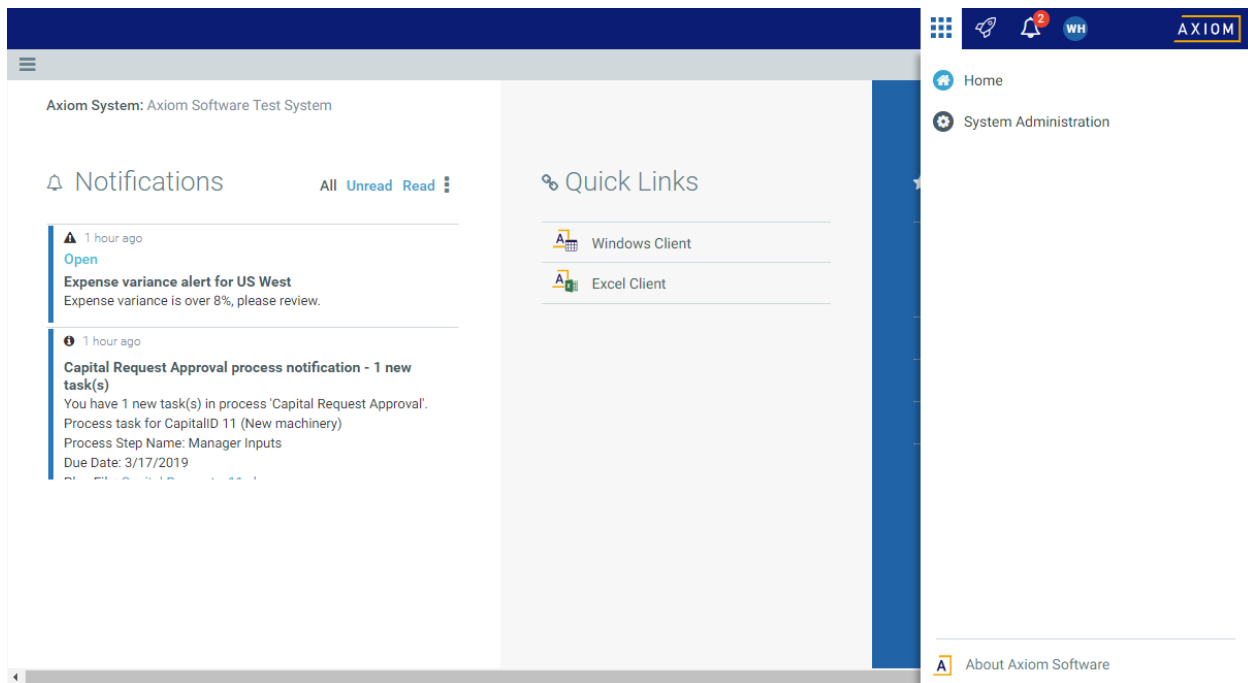 2
WH
AXIOM
Axiom System: Axiom Software Test System
Notifications
All Unread Read
1 hour ago
Open
Expense variance alert for US West
Expense variance is over 8%, please review.
1 hour ago
Capital Request Approval process notification - 1 new
task(s)
You have 1 new task(s) in process 'Capital Request Approval'.
Process task for CapitalID 11 (New machinery)
Process Step Name: Manager Inputs
Due Date: 3/17/2019
Quick Links
A Windows Client
A Excel Client
Home
System Administration
A About Axiom Software